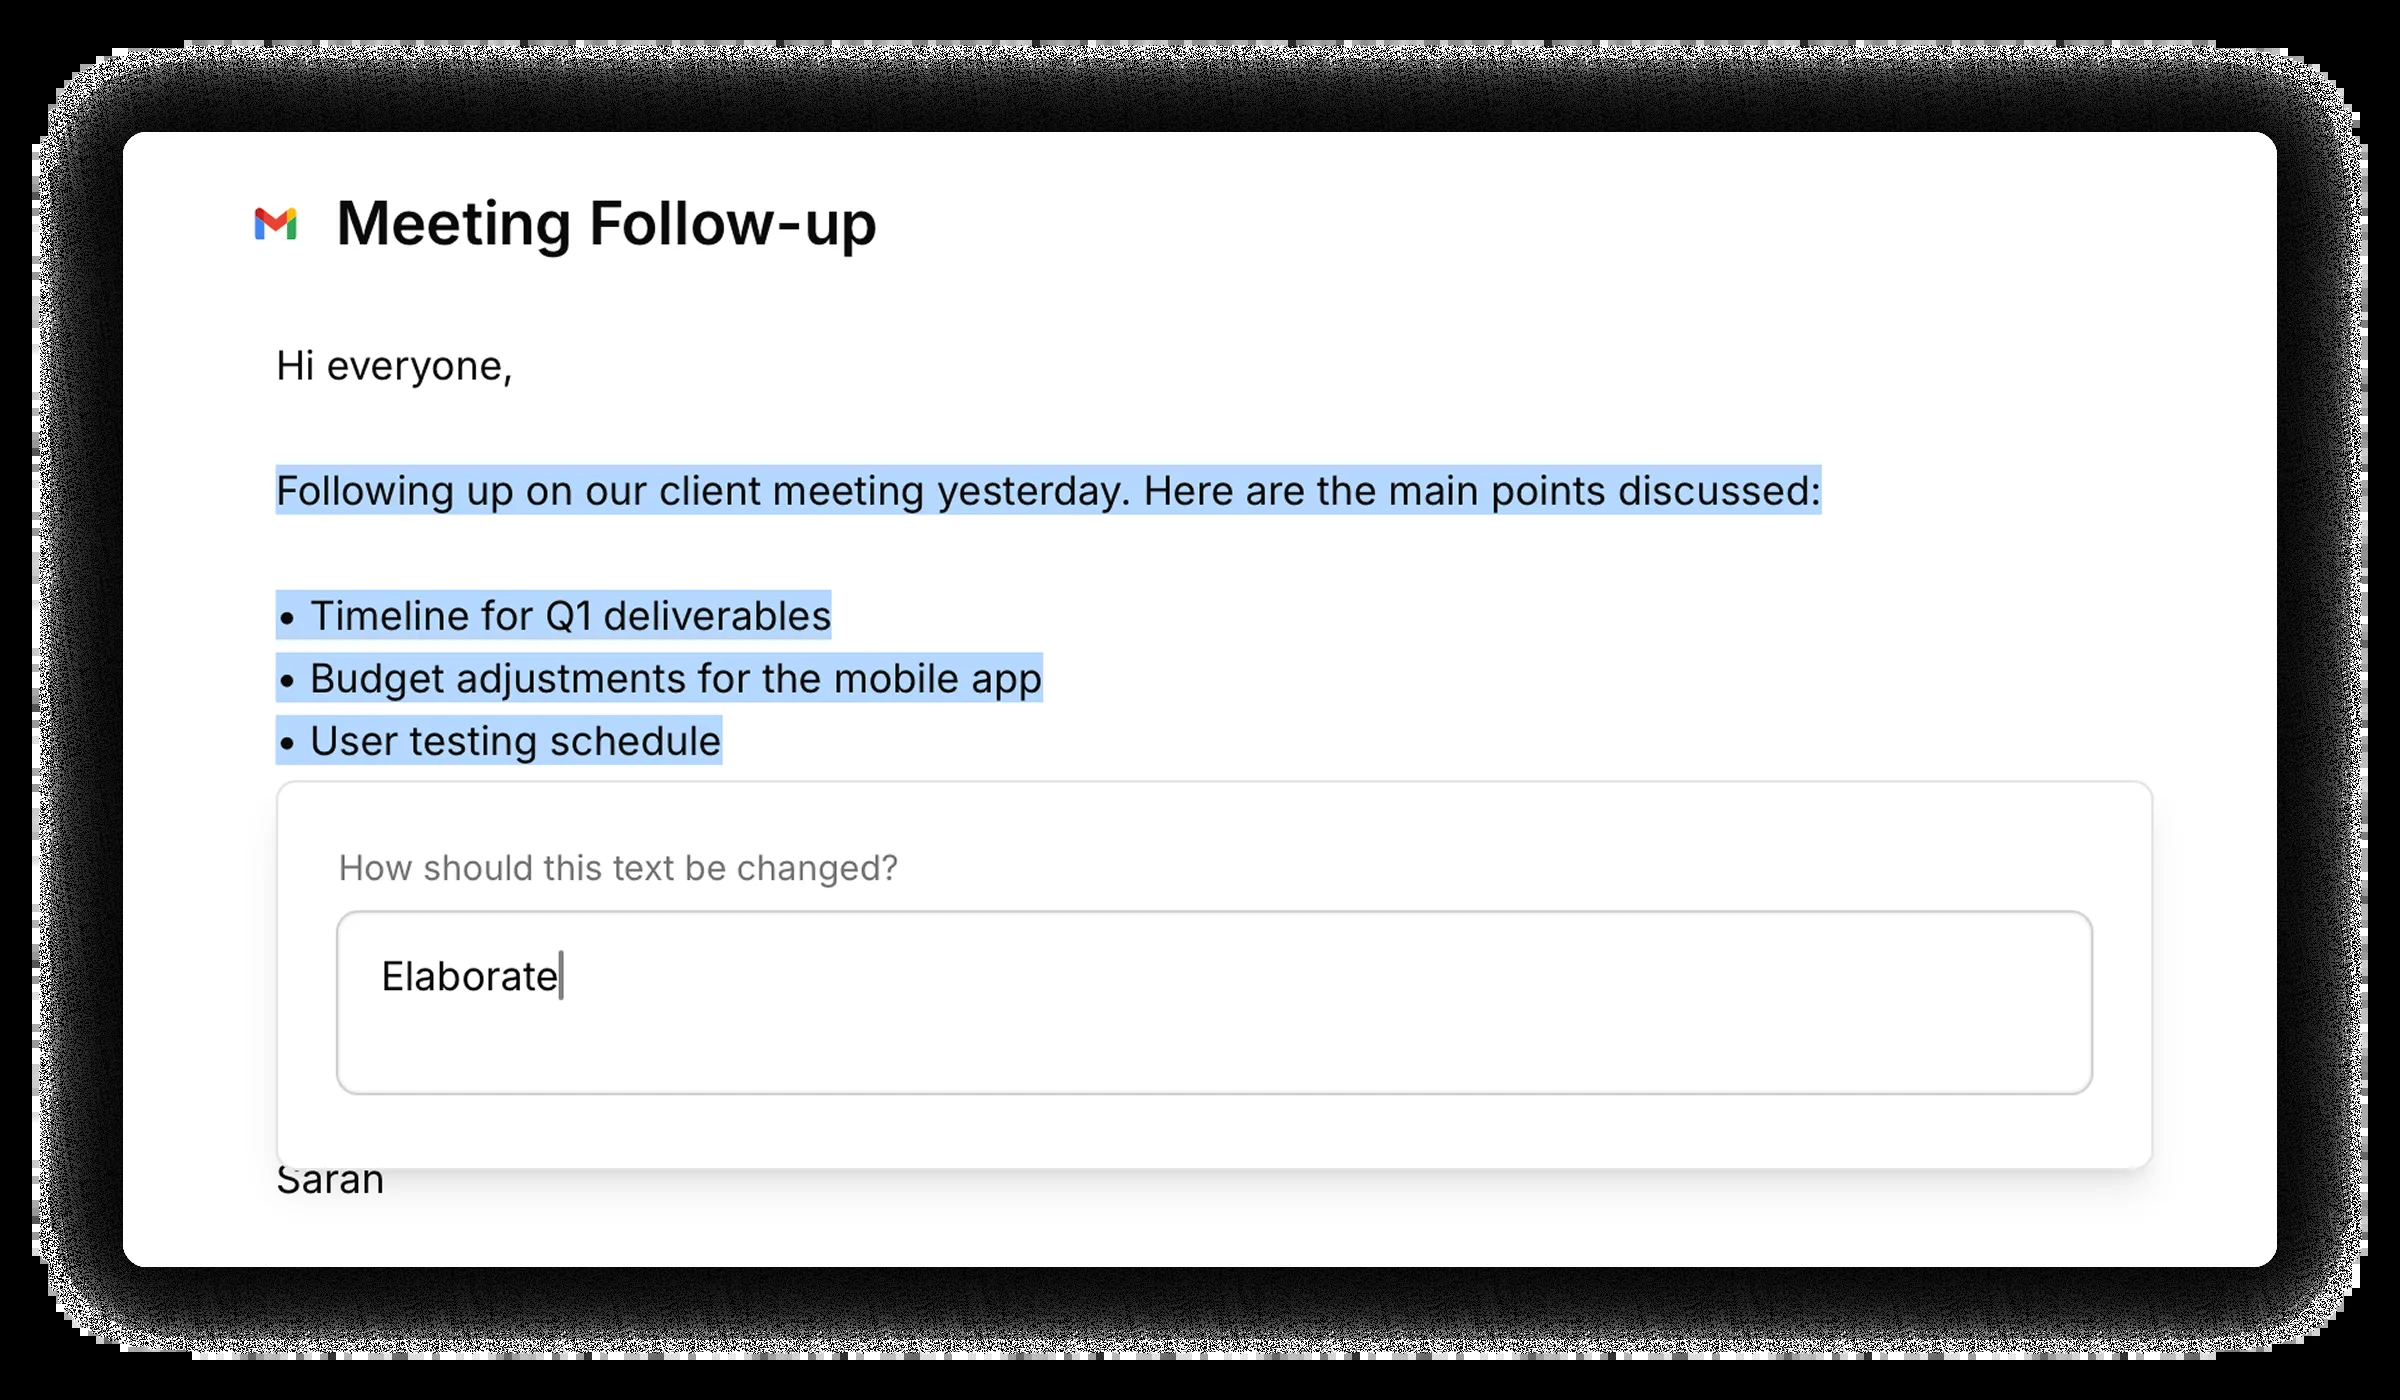 Meeting Follow-up
Hi everyone,
Following up on our client meeting yesterday. Here are the main points discussed:
• Timeline for Q1 deliverables
• Budget adjustments for the mobile app
• User testing schedule
How should this text be changed?
Elaborate
Sarah